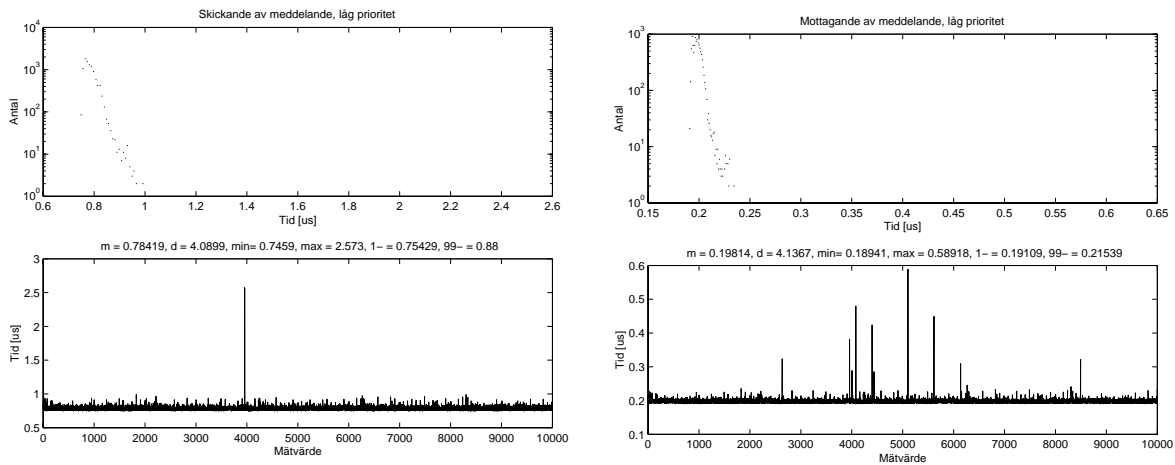 Skickande av meddelande, låg prioritet
10^4
10^3
10^2
10^1
10^0
Antal
0.6 0.8 1 1.2 1.4 1.6 1.8 2 2.2 2.4 2.6
Tid [us]
m = 0.78419, d = 4.0899, min= 0.7459, max = 2.573, 1− = 0.75429, 99− = 0.88
3
2.5
2
1.5
1
0.5
Tid [us]
0 1000 2000 3000 4000 5000 6000 7000 8000 9000 10000
Mätvärde
Mottagande av meddelande, låg prioritet
10^3
10^2
10^1
10^0
Antal
0.15 0.2 0.25 0.3 0.35 0.4 0.45 0.5 0.55 0.6 0.65
Tid [us]
m = 0.19814, d = 4.1367, min= 0.18941, max = 0.58918, 1− = 0.19109, 99− = 0.21539
0.6
0.5
0.4
0.3
0.2
0.1
Tid [us]
0 1000 2000 3000 4000 5000 6000 7000 8000 9000 10000
Mätvärde